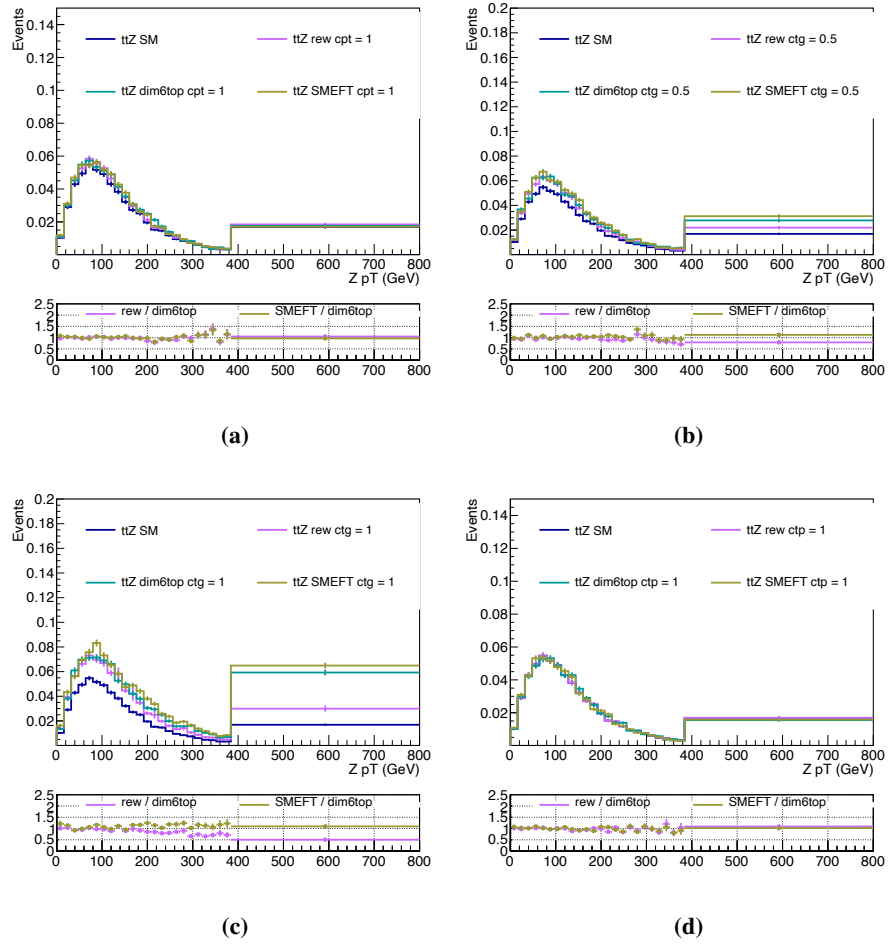 Events
0.2
0.18
0.16
0.14
0.12
0.1
0.08
0.06
0.04
0.02
ttZ SM
ttZ rew cpt = 1
ttZ dim6top cpt = 1
ttZ SMEFT cpt = 1
0 100 200 300 400 500 600 700 800
Z pT (GeV)
2.5
2
1.5
1
0.5
rew / dim6top
SMEFT / dim6top
0 100 200 300 400 500 600 700 800
(a)
Events
0.2
0.18
0.16
0.14
0.12
0.1
0.08
0.06
0.04
0.02
ttZ SM
ttZ rew ctg = 0.5
ttZ dim6top ctg = 0.5
ttZ SMEFT ctg = 0.5
0 100 200 300 400 500 600 700 800
Z pT (GeV)
2.5
2
1.5
1
0.5
rew / dim6top
SMEFT / dim6top
0 100 200 300 400 500 600 700 800
(b)
Events
0.2
0.18
0.16
0.14
0.12
0.1
0.08
0.06
0.04
0.02
ttZ SM
ttZ rew ctg = 1
ttZ dim6top ctg = 1
ttZ SMEFT ctg = 1
0 100 200 300 400 500 600 700 800
Z pT (GeV)
2.5
2
1.5
1
0.5
rew / dim6top
SMEFT / dim6top
0 100 200 300 400 500 600 700 800
(c)
Events
0.14
0.12
0.1
0.08
0.06
0.04
0.02
ttZ SM
ttZ rew ctp = 1
ttZ dim6top ctp = 1
ttZ SMEFT ctp = 1
0 100 200 300 400 500 600 700 800
Z pT (GeV)
2.5
2
1.5
1
0.5
rew / dim6top
SMEFT / dim6top
0 100 200 300 400 500 600 700 800
(d)